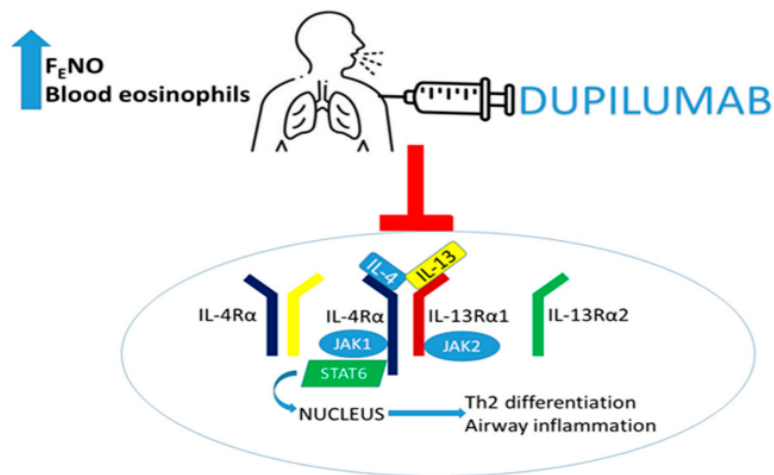 FENO
Blood eosinophils
DUPILUMAB
IL-4
IL-13
IL-4Rα
IL-4Rα
IL-13Rα1
IL-13Rα2
JAK1
JAK2
STAT6
NUCLEUS
Th2 differentiation
Airway inflammation